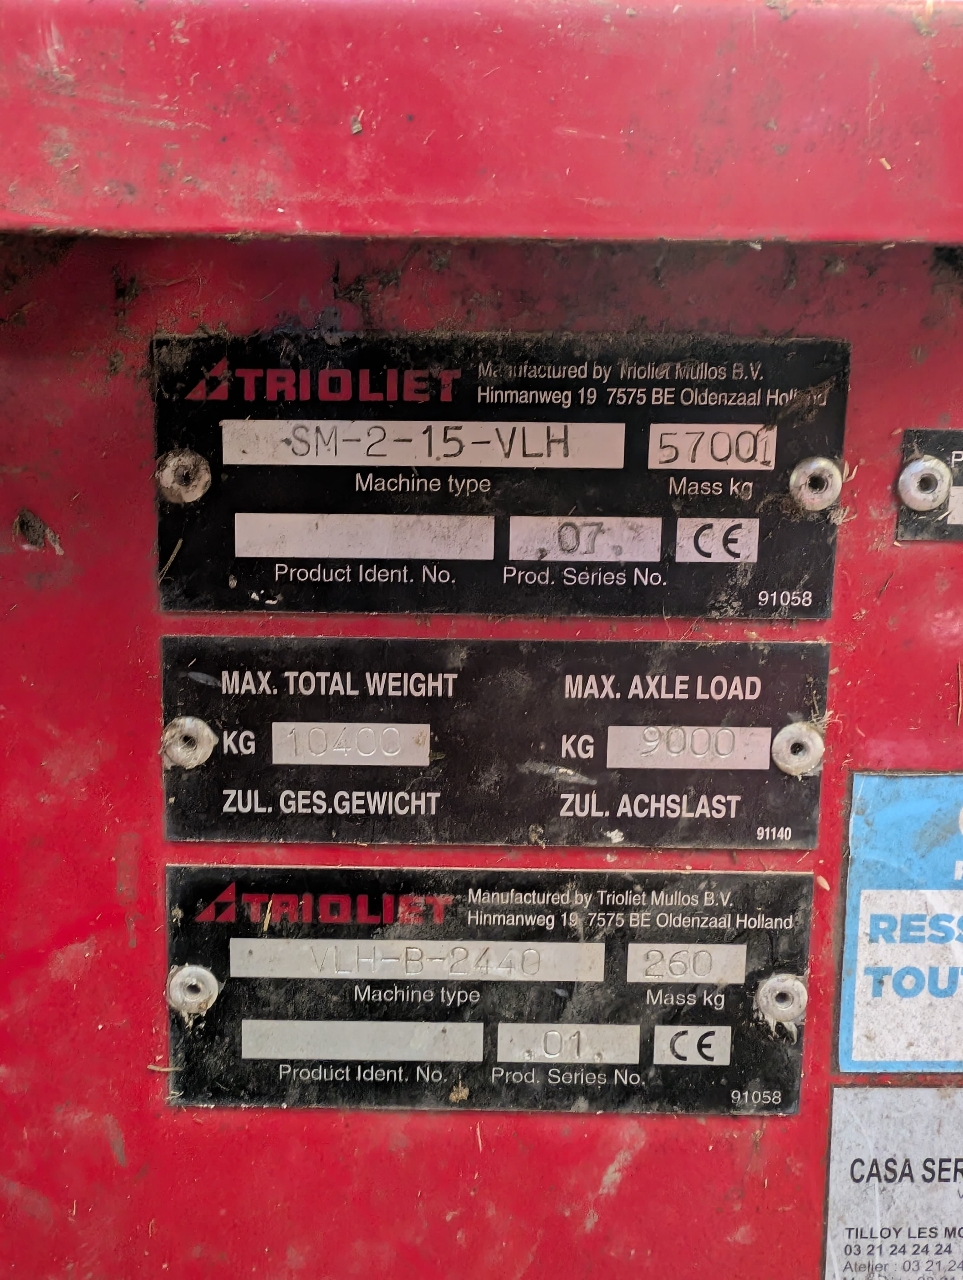 TRIOLIET
Manufactured by Trioliet Mullos B.V.
Hinmanweg 19 7575 BE Oldenzaal Holland
SM-2-15-VLH 5700
Machine type Mass kg
.07. CE
Product Ident. No. Prod. Series No.
91058
MAX. TOTAL WEIGHT MAX. AXLE LOAD
KG 10400 KG 9000
ZUL. GES.GEWICHT ZUL. ACHSLAST
91140
TRIOLIET
Manufactured by Trioliet Mullos B.V.
Hinmanweg 19 7575 BE Oldenzaal Holland
VLH-B-2440 260
Machine type Mass kg
.01. CE
Product Ident. No. Prod. Series No.
91058
P
RESS
TOUT
CASA SER
TILLOY LES MO
03 21 24 24 24
Atelier : 03 21 24